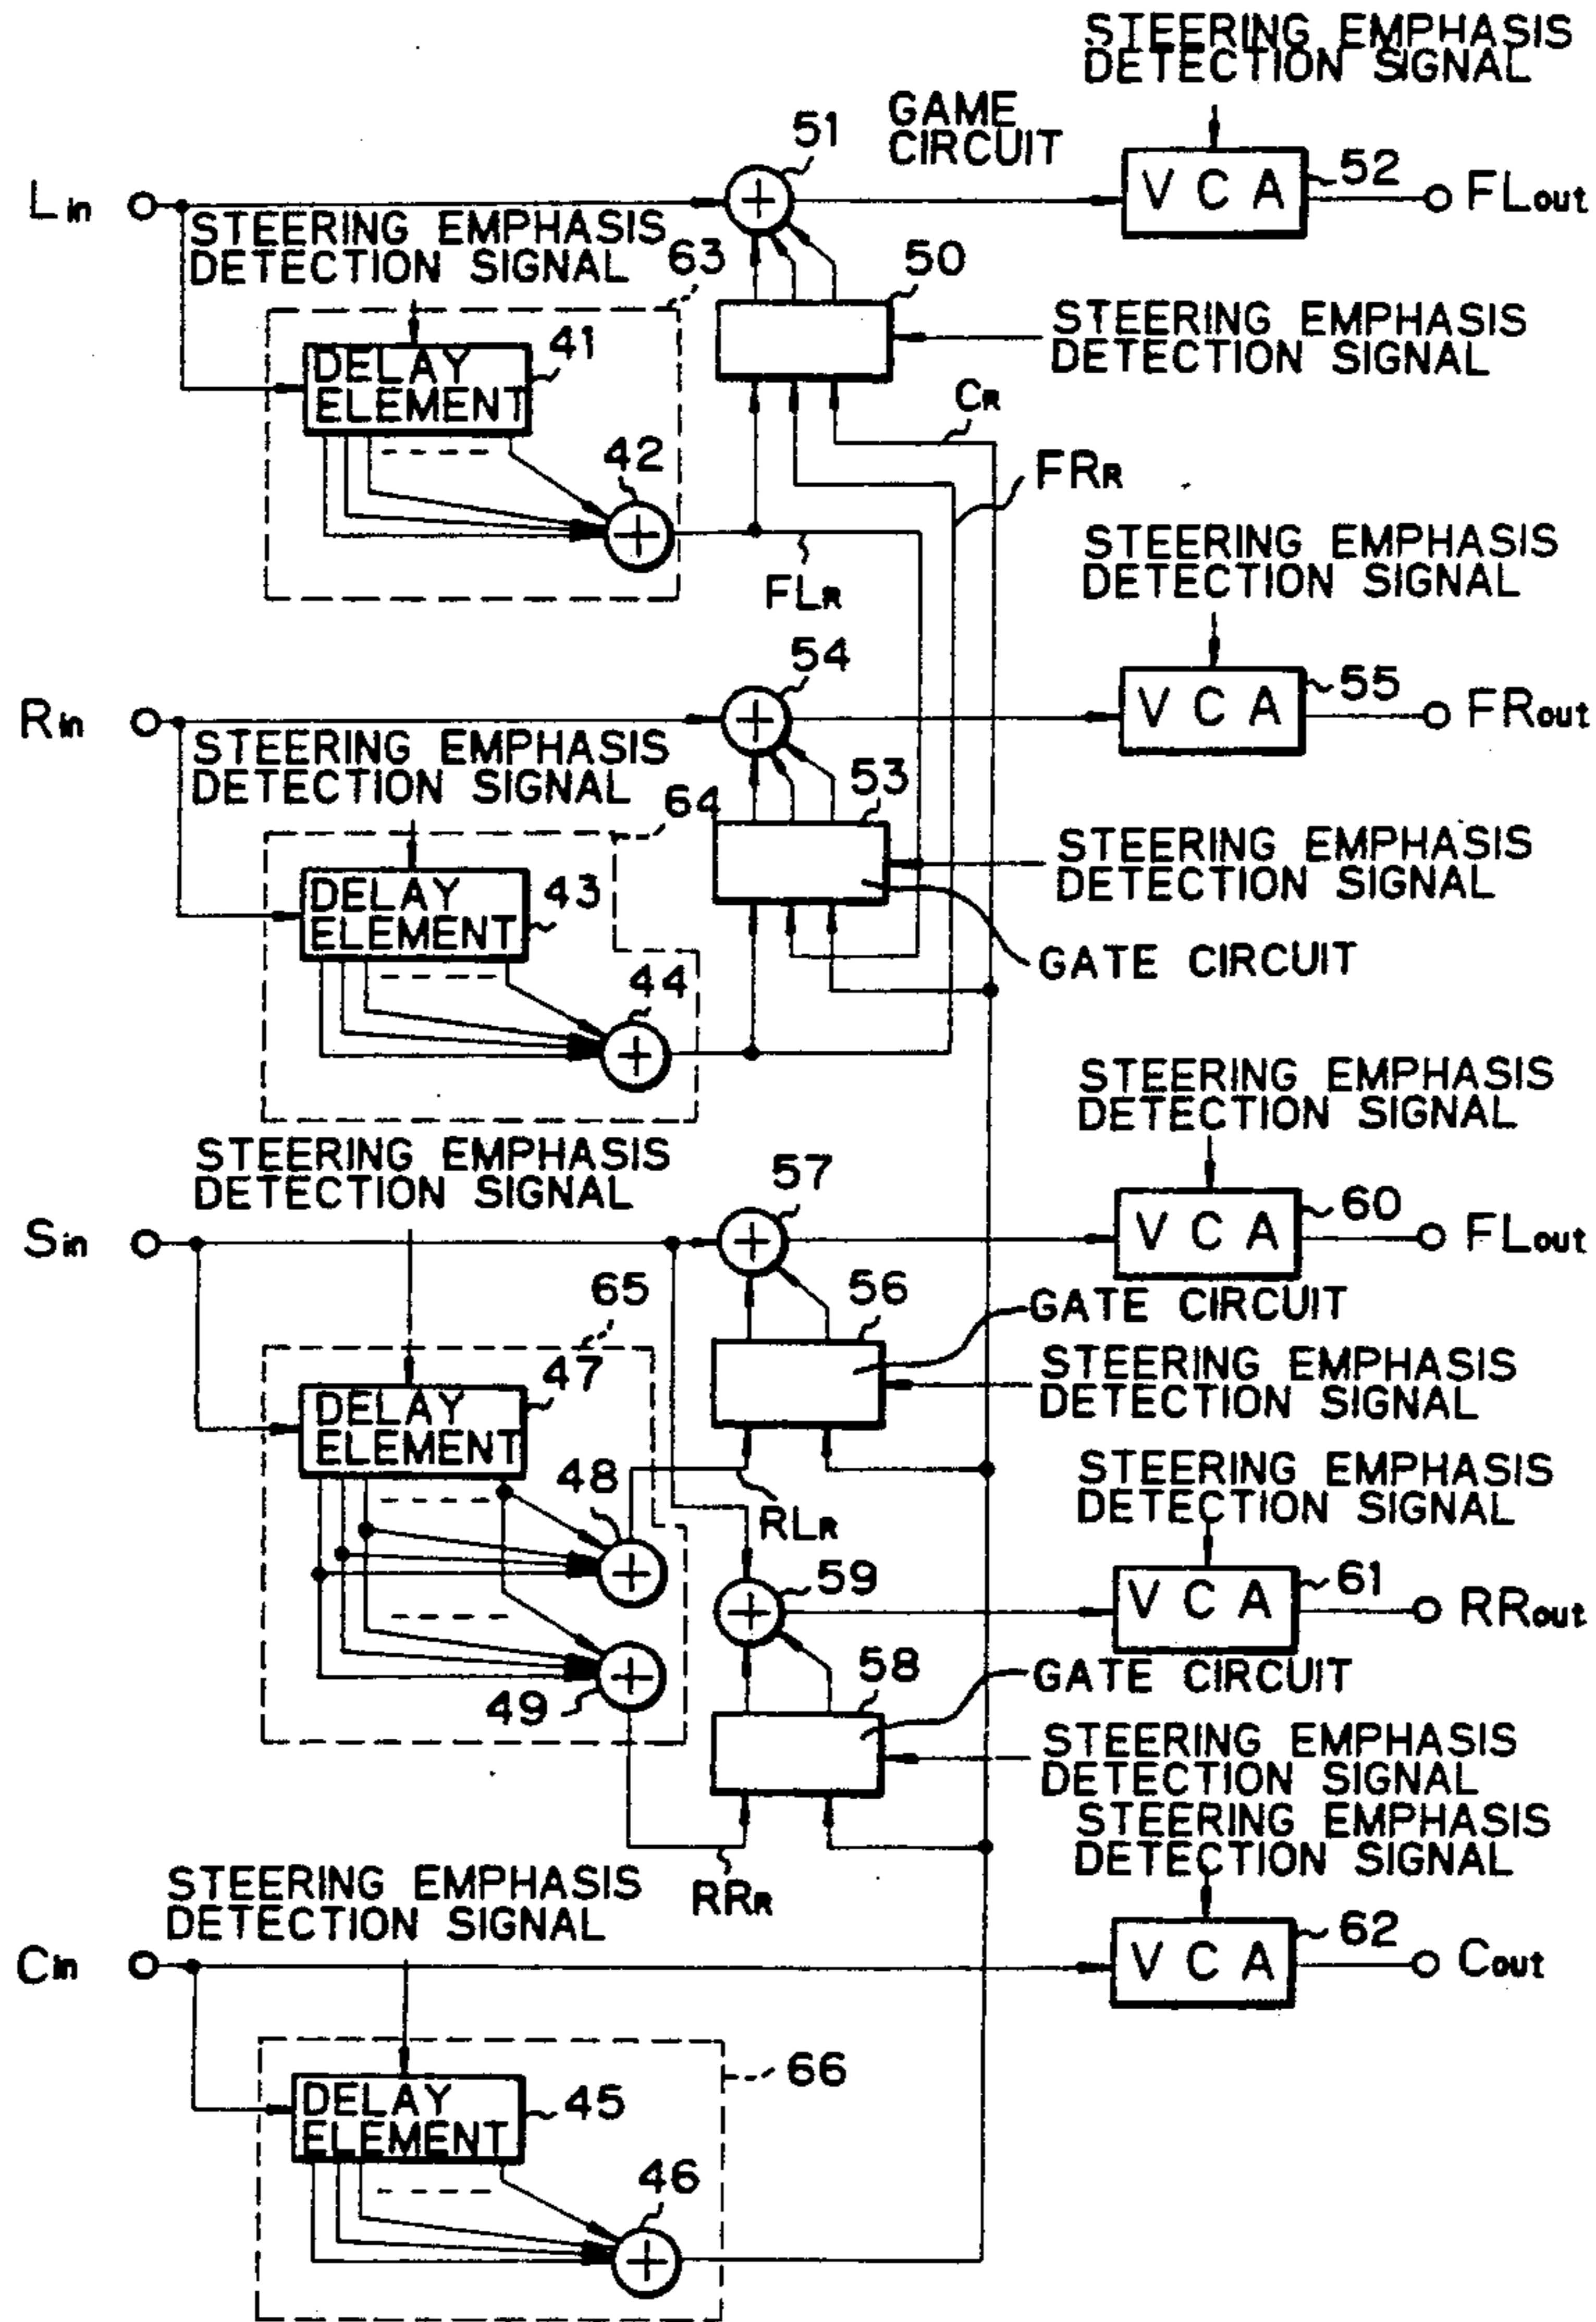 STEERING EMPHASIS
DETECTION SIGNAL
GAME
CIRCUIT
51
Lin
VCA
52
FLout
STEERING EMPHASIS
DETECTION SIGNAL
63
50
STEERING EMPHASIS
DETECTION SIGNAL
DELAY
ELEMENT
41
CR
42
FRR
STEERING EMPHASIS
DETECTION SIGNAL
FLR
54
Rin
VCA
55
FRout
STEERING EMPHASIS
DETECTION SIGNAL
64
53
STEERING EMPHASIS
DETECTION SIGNAL
DELAY
ELEMENT
43
GATE CIRCUIT
44
STEERING EMPHASIS
DETECTION SIGNAL
STEERING EMPHASIS
DETECTION SIGNAL
57
Sin
VCA
60
FLout
65
56
GATE CIRCUIT
STEERING EMPHASIS
DETECTION SIGNAL
DELAY
ELEMENT
47
48
STEERING EMPHASIS
DETECTION SIGNAL
RLR
59
VCA
61
RRout
49
58
GATE CIRCUIT
STEERING EMPHASIS
DETECTION SIGNAL
STEERING EMPHASIS
DETECTION SIGNAL
RRR
STEERING EMPHASIS
DETECTION SIGNAL
Cin
VCA
62
Cout
66
DELAY
ELEMENT
45
46